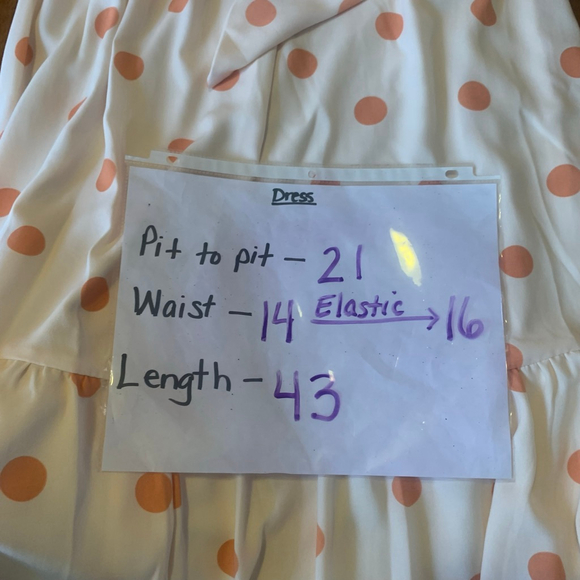 Dress
Pit to pit - 21
Waist - 14 Elastic → 16
Length - 43